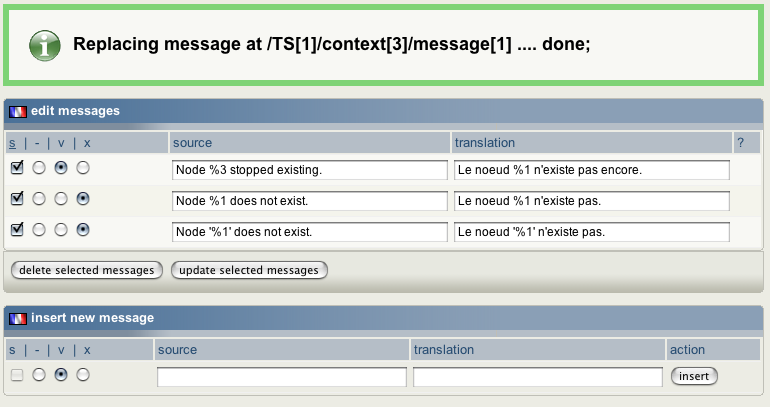 Replacing message at /TS[1]/context[3]/message[1] .... done;
edit messages
s | - | v | x source translation ?
Node %3 stopped existing. Le noeud %1 n'existe pas encore.
Node %1 does not exist. Le noeud %1 n'existe pas.
Node '%1' does not exist. Le noeud '%1' n'existe pas.
delete selected messages update selected messages
insert new message
s | - | v | x source translation action
insert